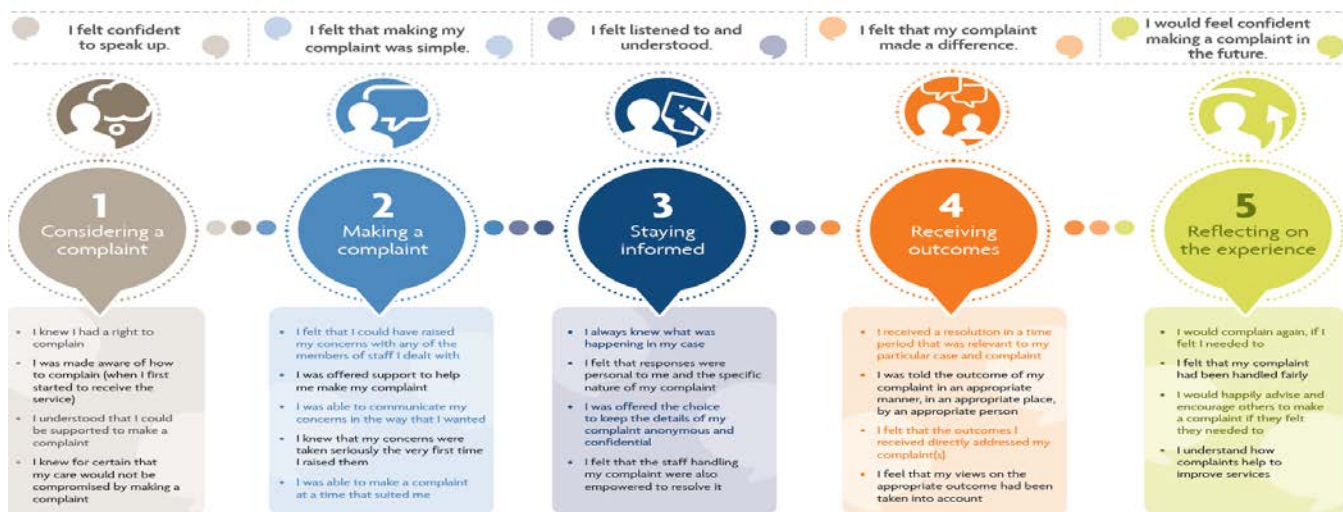 I felt confident
to speak up.
I felt that making my
complaint was simple.
I felt listened to and
understood.
I felt that my complaint
made a difference.
I would feel confident
making a complaint in
the future.
1
Considering a
complaint
2
Making a
complaint
3
Staying
informed
4
Receiving
outcomes
5
Reflecting on
the experience
• I knew I had a right to
complain
• I was made aware of how
to complain (when I first
started to receive the
service)
• I understood that I could
be supported to make a
complaint
• I knew for certain that
my care would not be
compromised by making a
complaint
• I felt that I could have raised
my concerns with any of the
members of staff I dealt with
• I was offered support to help
me make my complaint
• I was able to communicate my
concerns in the way that I wanted
• I knew that my concerns were
taken seriously the very first time
I raised them
• I was able to make a complaint
at a time that suited me
• I always knew what was
happening in my case
• I felt that responses were
personal to me and the specific
nature of my complaint
• I was offered the choice
to keep the details of my
complaint anonymous and
confidential
• I felt that the staff handling
my complaint were also
empowered to resolve it
• I received a resolution in a time
period that was relevant to my
particular case and complaint
• I was told the outcome of my
complaint in an appropriate
manner, in an appropriate place,
by an appropriate person
• I felt that the outcomes I
received directly addressed my
complaint(s)
• I feel that my views on the
appropriate outcome had been
taken into account
• I would complain again, if I
felt I needed to
• I felt that my complaint
had been handled fairly
• I would happily advise and
encourage others to make
a complaint if they felt
they needed to
• I understand how
complaints help to
improve services